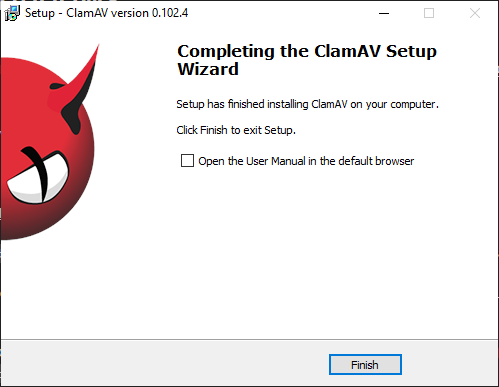 Setup - ClamAV version 0.102.4
Completing the ClamAV Setup
Wizard
Setup has finished installing ClamAV on your computer.
Click Finish to exit Setup.
Open the User Manual in the default browser
Finish